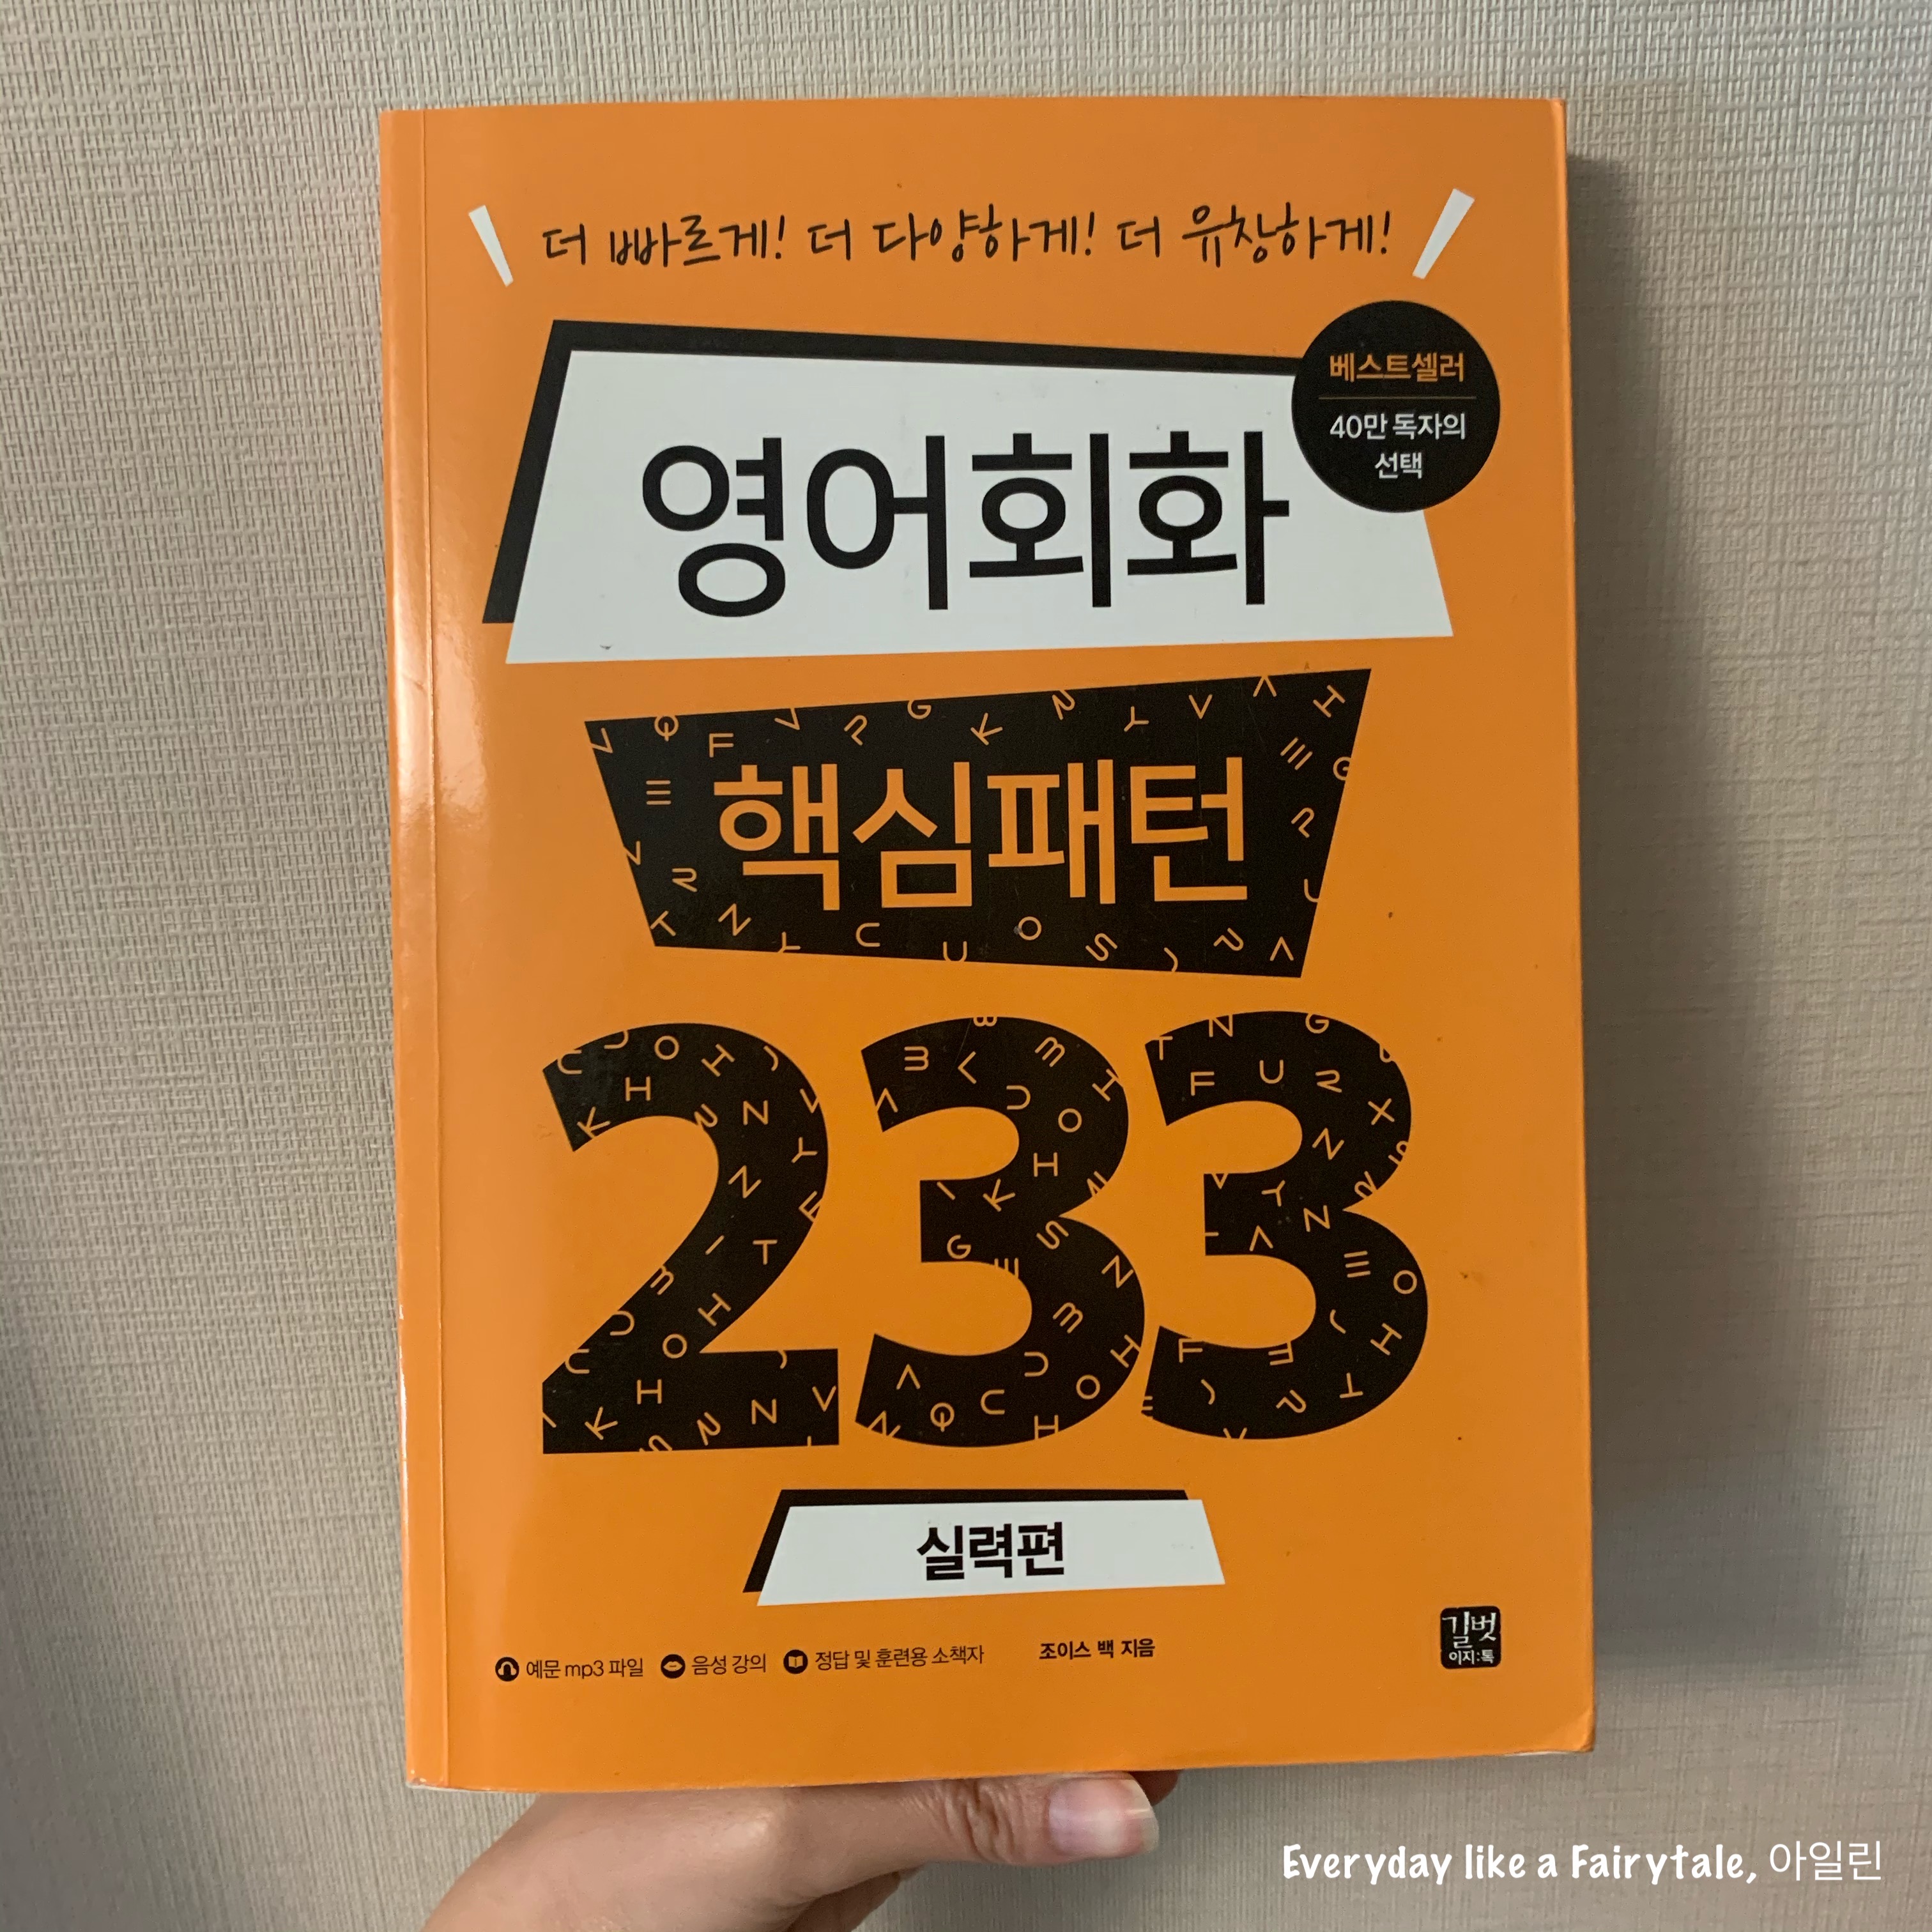 더 빠르게! 더 다양하게! 더 유창하게!
베스트셀러
40만 독자의
선택
영어회화
핵심패턴
233
실력편
예문 mp3 파일 음성 강의 정답 및 훈련용 소책자 조이스 백 지음
길벗
이지:톡
Everyday like a Fairytale, 아일린